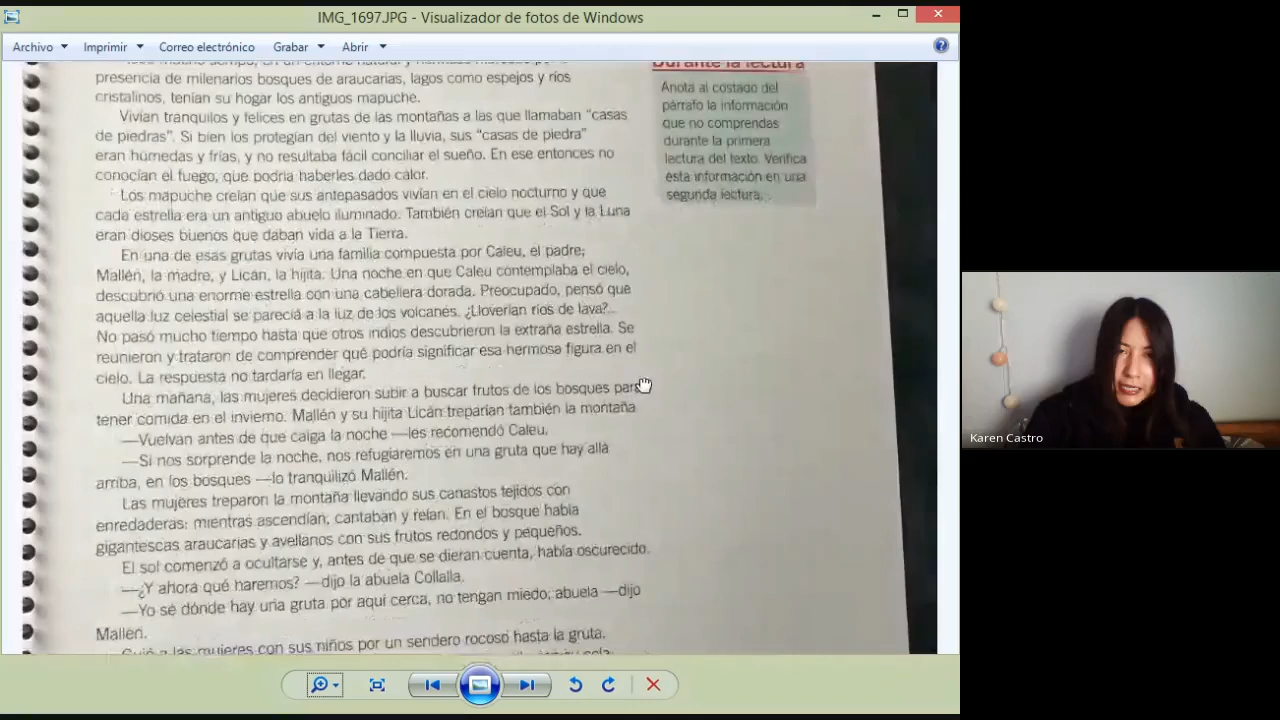 IMG_1697.JPG - Visualizador de fotos de Windows
Archivo Imprimir Correo electrónico Grabar Abrir
presencia de milenarios bosques de araucarias, lagos como espejos y ríos
cristalinos, tenían su hogar los antiguos mapuche.
Vivían tranquilos y felices en grutas de las montañas a las que llamaban “casas
de piedras”. Si bien los protegían del viento y la lluvia, sus “casas de piedra”
eran húmedas y frías, y no resultaba fácil conciliar el sueño. En ese entonces no
conocían el fuego, que podría haberles dado calor.
Los mapuche creían que sus antepasados vivían en el cielo nocturno y que
cada estrella era un antiguo abuelo iluminado. También creían que el Sol y la Luna
eran dioses buenos que daban vida a la Tierra.
En una de esas grutas vivía una familia compuesta por Caleu, el padre;
Mallén, la madre, y Licán, la hijita. Una noche en que Caleu contemplaba el cielo,
descubrió una enorme estrella con una cabellera dorada. Preocupado, pensó que
aquella luz celestial se parecía a la luz de los volcanes. ¿Lloverían ríos de lava?...
No pasó mucho tiempo hasta que otros indios descubrieron la extraña estrella. Se
reunieron y trataron de comprender qué podría significar esa hermosa figura en el
cielo. La respuesta no tardaría en llegar.
Una mañana, las mujeres decidieron subir a buscar frutos de los bosques para
tener comida en el invierno. Mallén y su hijita Licán treparían también la montaña
—Vuelvan antes de que caiga la noche —les recomendó Caleu.
—Si nos sorprende la noche, nos refugiaremos en una gruta que hay allá
arriba, en los bosques —lo tranquilizó Mallén.
Las mujeres treparon la montaña llevando sus canastos tejidos con
enredaderas: mientras ascendían, cantaban y reían. En el bosque había
gigantescas araucarias y avellanos con sus frutos redondos y pequeños.
El sol comenzó a ocultarse y, antes de que se dieran cuenta, había oscurecido.
—¿Y ahora qué haremos? —dijo la abuela Collalla.
—Yo sé dónde hay una gruta por aquí cerca, no tengan miedo, abuela —dijo
Mallén.
Guió a las mujeres con sus niños por un sendero rocoso hasta la gruta.
Durante la lectura
Anota al costado del
párrafo la información
que no comprendas
durante la primera
lectura del texto. Verifica
esta información en una
segunda lectura.
Karen Castro